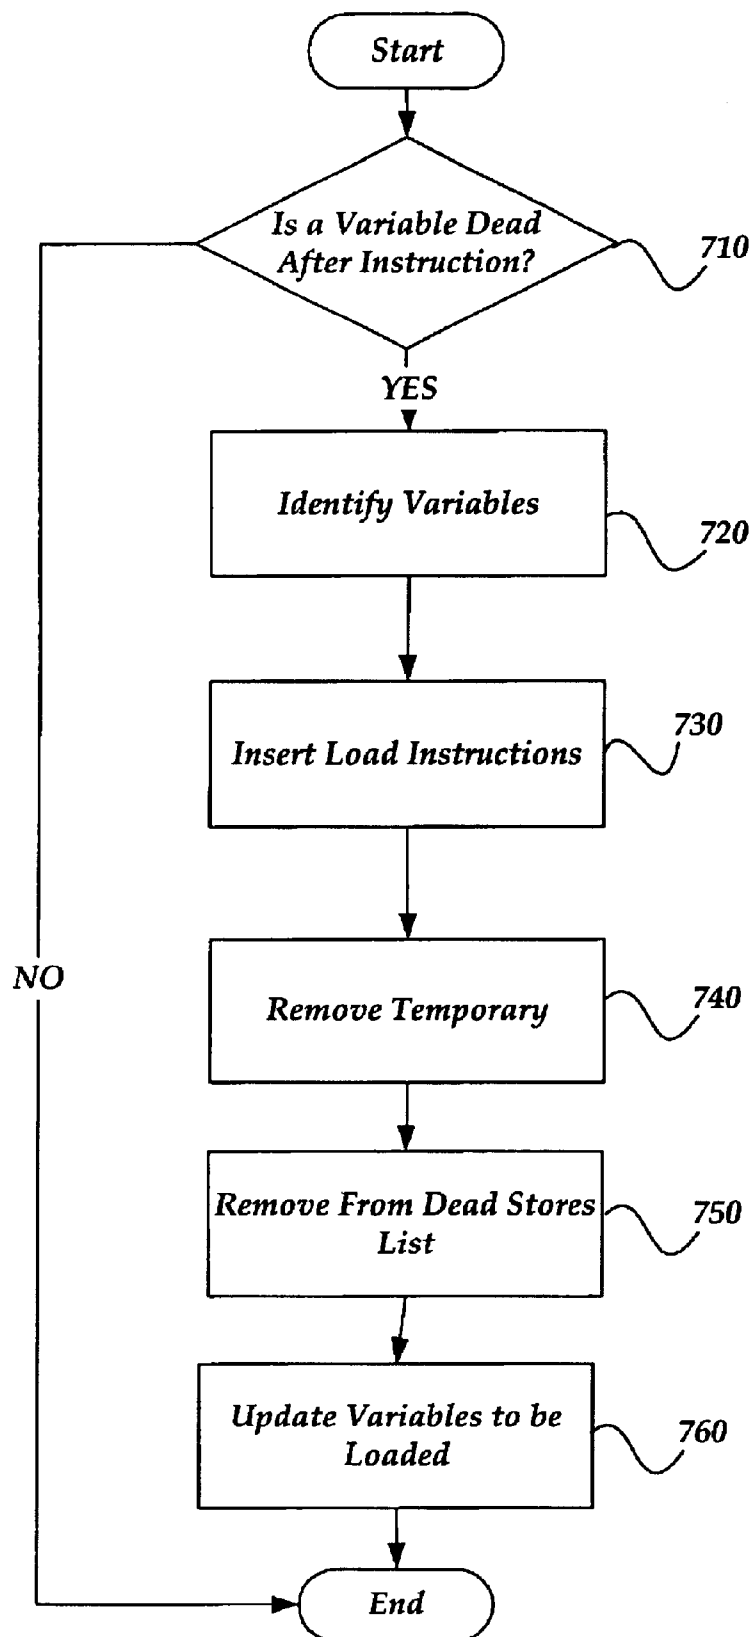 Start
Is a Variable Dead
After Instruction?
710
YES
Identify Variables
720
Insert Load Instructions
730
NO
Remove Temporary
740
Remove From Dead Stores
List
750
Update Variables to be
Loaded
760
End